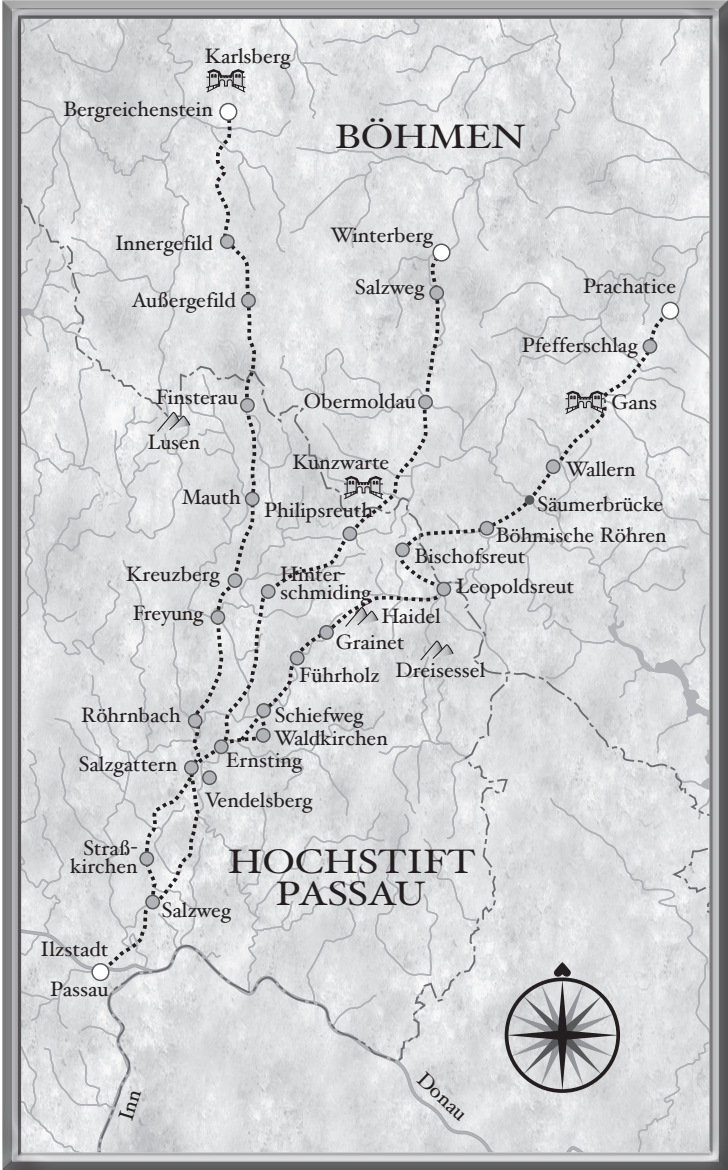 Karlsberg
Bergreichenstein
BÖHMEN
Innergefild
Winterberg
Außergefild
Salzweg
Prachatice
Pfefferschlag
Finsterau
Obermoldau
Gans
Lusen
Kunzwarte
Wallern
Mauth
Philipsreuth
Säumerbrücke
Böhmische Röhren
Bischofsreut
Kreuzberg
Hinter-
schmiding
Leopoldsreut
Freyung
Haidel
Grainet
Dreisessel
Führholz
Röhrnbach
Schiefweg
Waldkirchen
Salzgattern
Ernsting
Vendelsberg
Straß-
kirchen
HOCHSTIFT
PASSAU
Salzweg
Ilzstadt
Passau
Inn
Donau